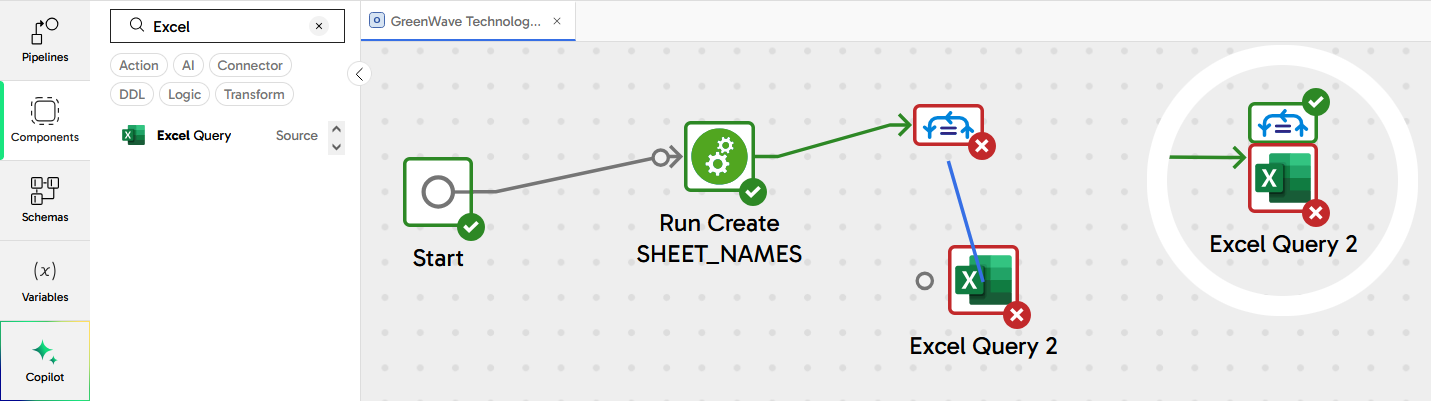 Pipelines
Components
Schemas
(x)
Variables
Copilot
Excel
Action
AI
Connector
DDL
Logic
Transform
Excel Query
Source
O
GreenWave Technolog...
Start
Run Create
SHEET_NAMES
X
Excel Query 2
X
Excel Query 2